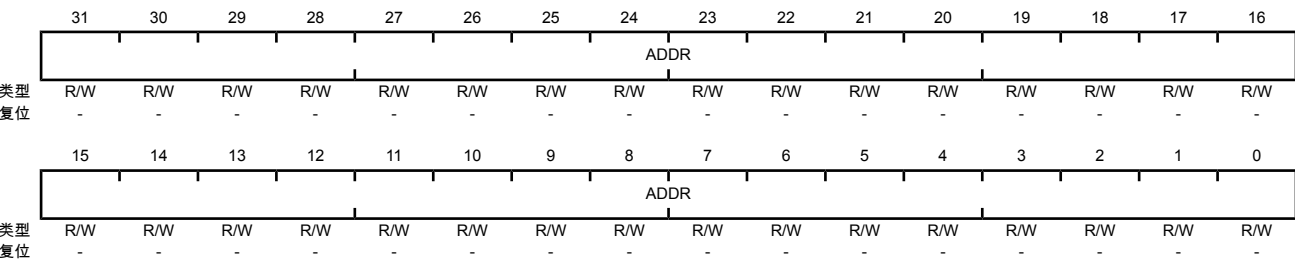 31 30 29 28 27 26 25 24 23 22 21 20 19 18 17 16
ADDR
类型 R/W R/W R/W R/W R/W R/W R/W R/W R/W R/W R/W R/W R/W R/W R/W R/W
复位 - - - - - - - - - - - - - - - -
15 14 13 12 11 10 9 8 7 6 5 4 3 2 1 0
ADDR
类型 R/W R/W R/W R/W R/W R/W R/W R/W R/W R/W R/W R/W R/W R/W R/W R/W
复位 - - - - - - - - - - - - - - - -